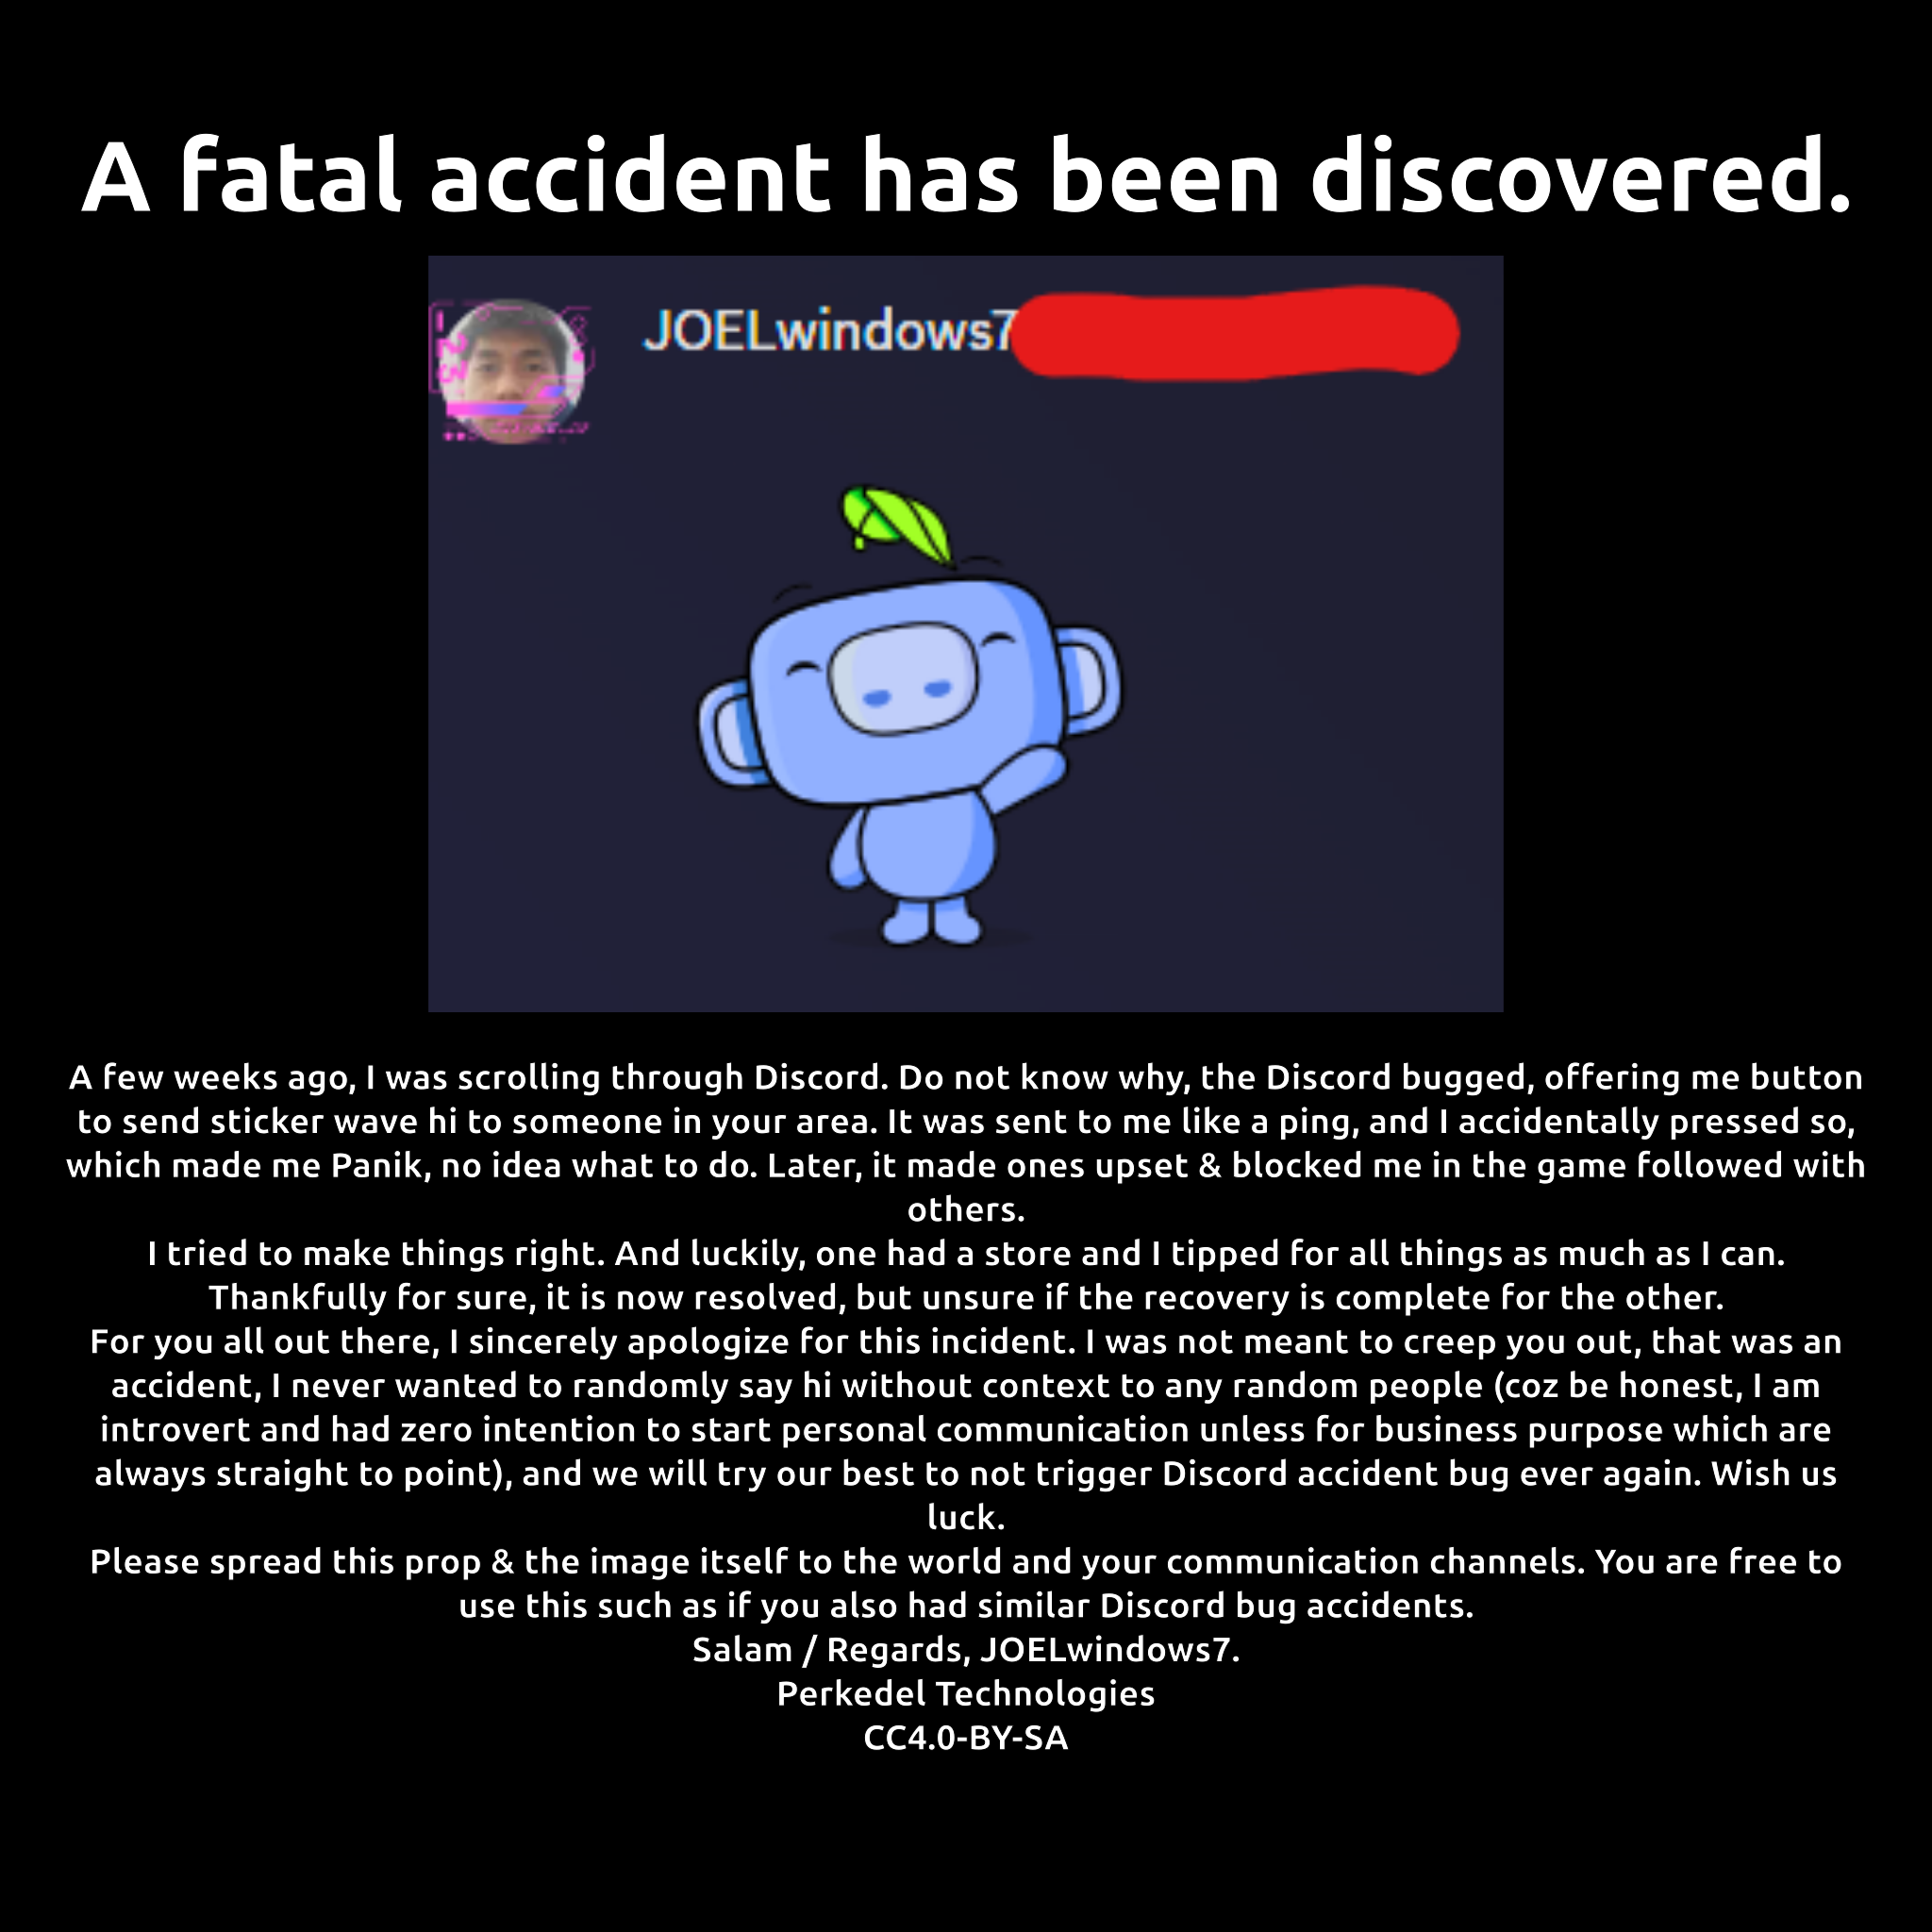 A fatal accident has been discovered.
JOELwindows7
A few weeks ago, I was scrolling through Discord. Do not know why, the Discord bugged, offering me button
to send sticker wave hi to someone in your area. It was sent to me like a ping, and I accidentally pressed so,
which made me Panik, no idea what to do. Later, it made ones upset & blocked me in the game followed with
others.
I tried to make things right. And luckily, one had a store and I tipped for all things as much as I can.
Thankfully for sure, it is now resolved, but unsure if the recovery is complete for the other.
For you all out there, I sincerely apologize for this incident. I was not meant to creep you out, that was an
accident, I never wanted to randomly say hi without context to any random people (coz be honest, I am
introvert and had zero intention to start personal communication unless for business purpose which are
always straight to point), and we will try our best to not trigger Discord accident bug ever again. Wish us
luck.
Please spread this prop & the image itself to the world and your communication channels. You are free to
use this such as if you also had similar Discord bug accidents.
Salam / Regards, JOELwindows7.
Perkedel Technologies
CC4.0-BY-SA